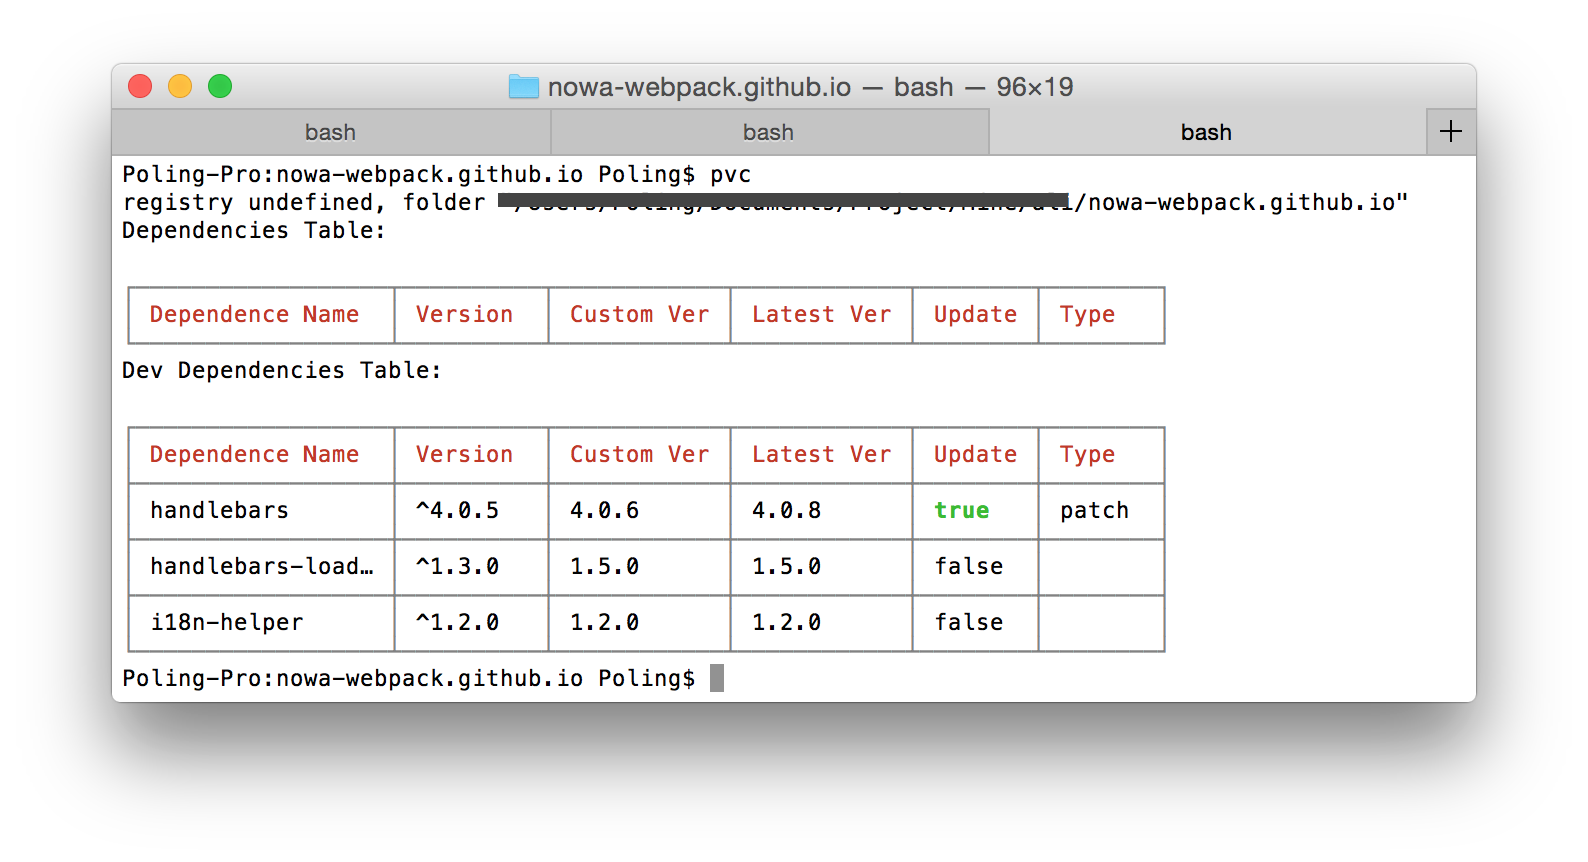 nowa-webpack.github.io — bash — 96×19
bash bash bash +
Poling-Pro:nowa-webpack.github.io Poling$ pvc
registry undefined, folder /nowa-webpack.github.io"
Dependencies Table:
Dependence Name Version Custom Ver Latest Ver Update Type
Dev Dependencies Table:
Dependence Name Version Custom Ver Latest Ver Update Type
handlebars ^4.0.5 4.0.6 4.0.8 true patch
handlebars-load… ^1.3.0 1.5.0 1.5.0 false
i18n-helper ^1.2.0 1.2.0 1.2.0 false
Poling-Pro:nowa-webpack.github.io Poling$